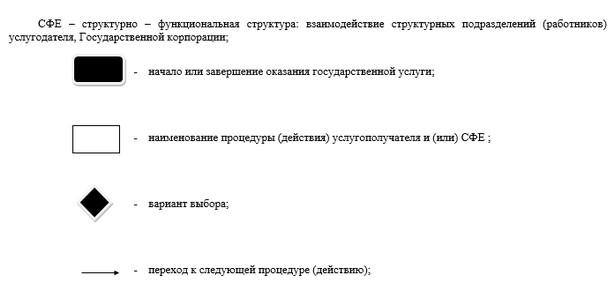 СФЕ – структурно – функциональная структура: взаимодействие структурных подразделений (работников)
услугодателя, Государственной корпорации;
- начало или завершение оказания государственной услуги;
- наименование процедуры (действия) услугополучателя и (или) СФЕ ;
- вариант выбора;
- переход к следующей процедуре (действию);